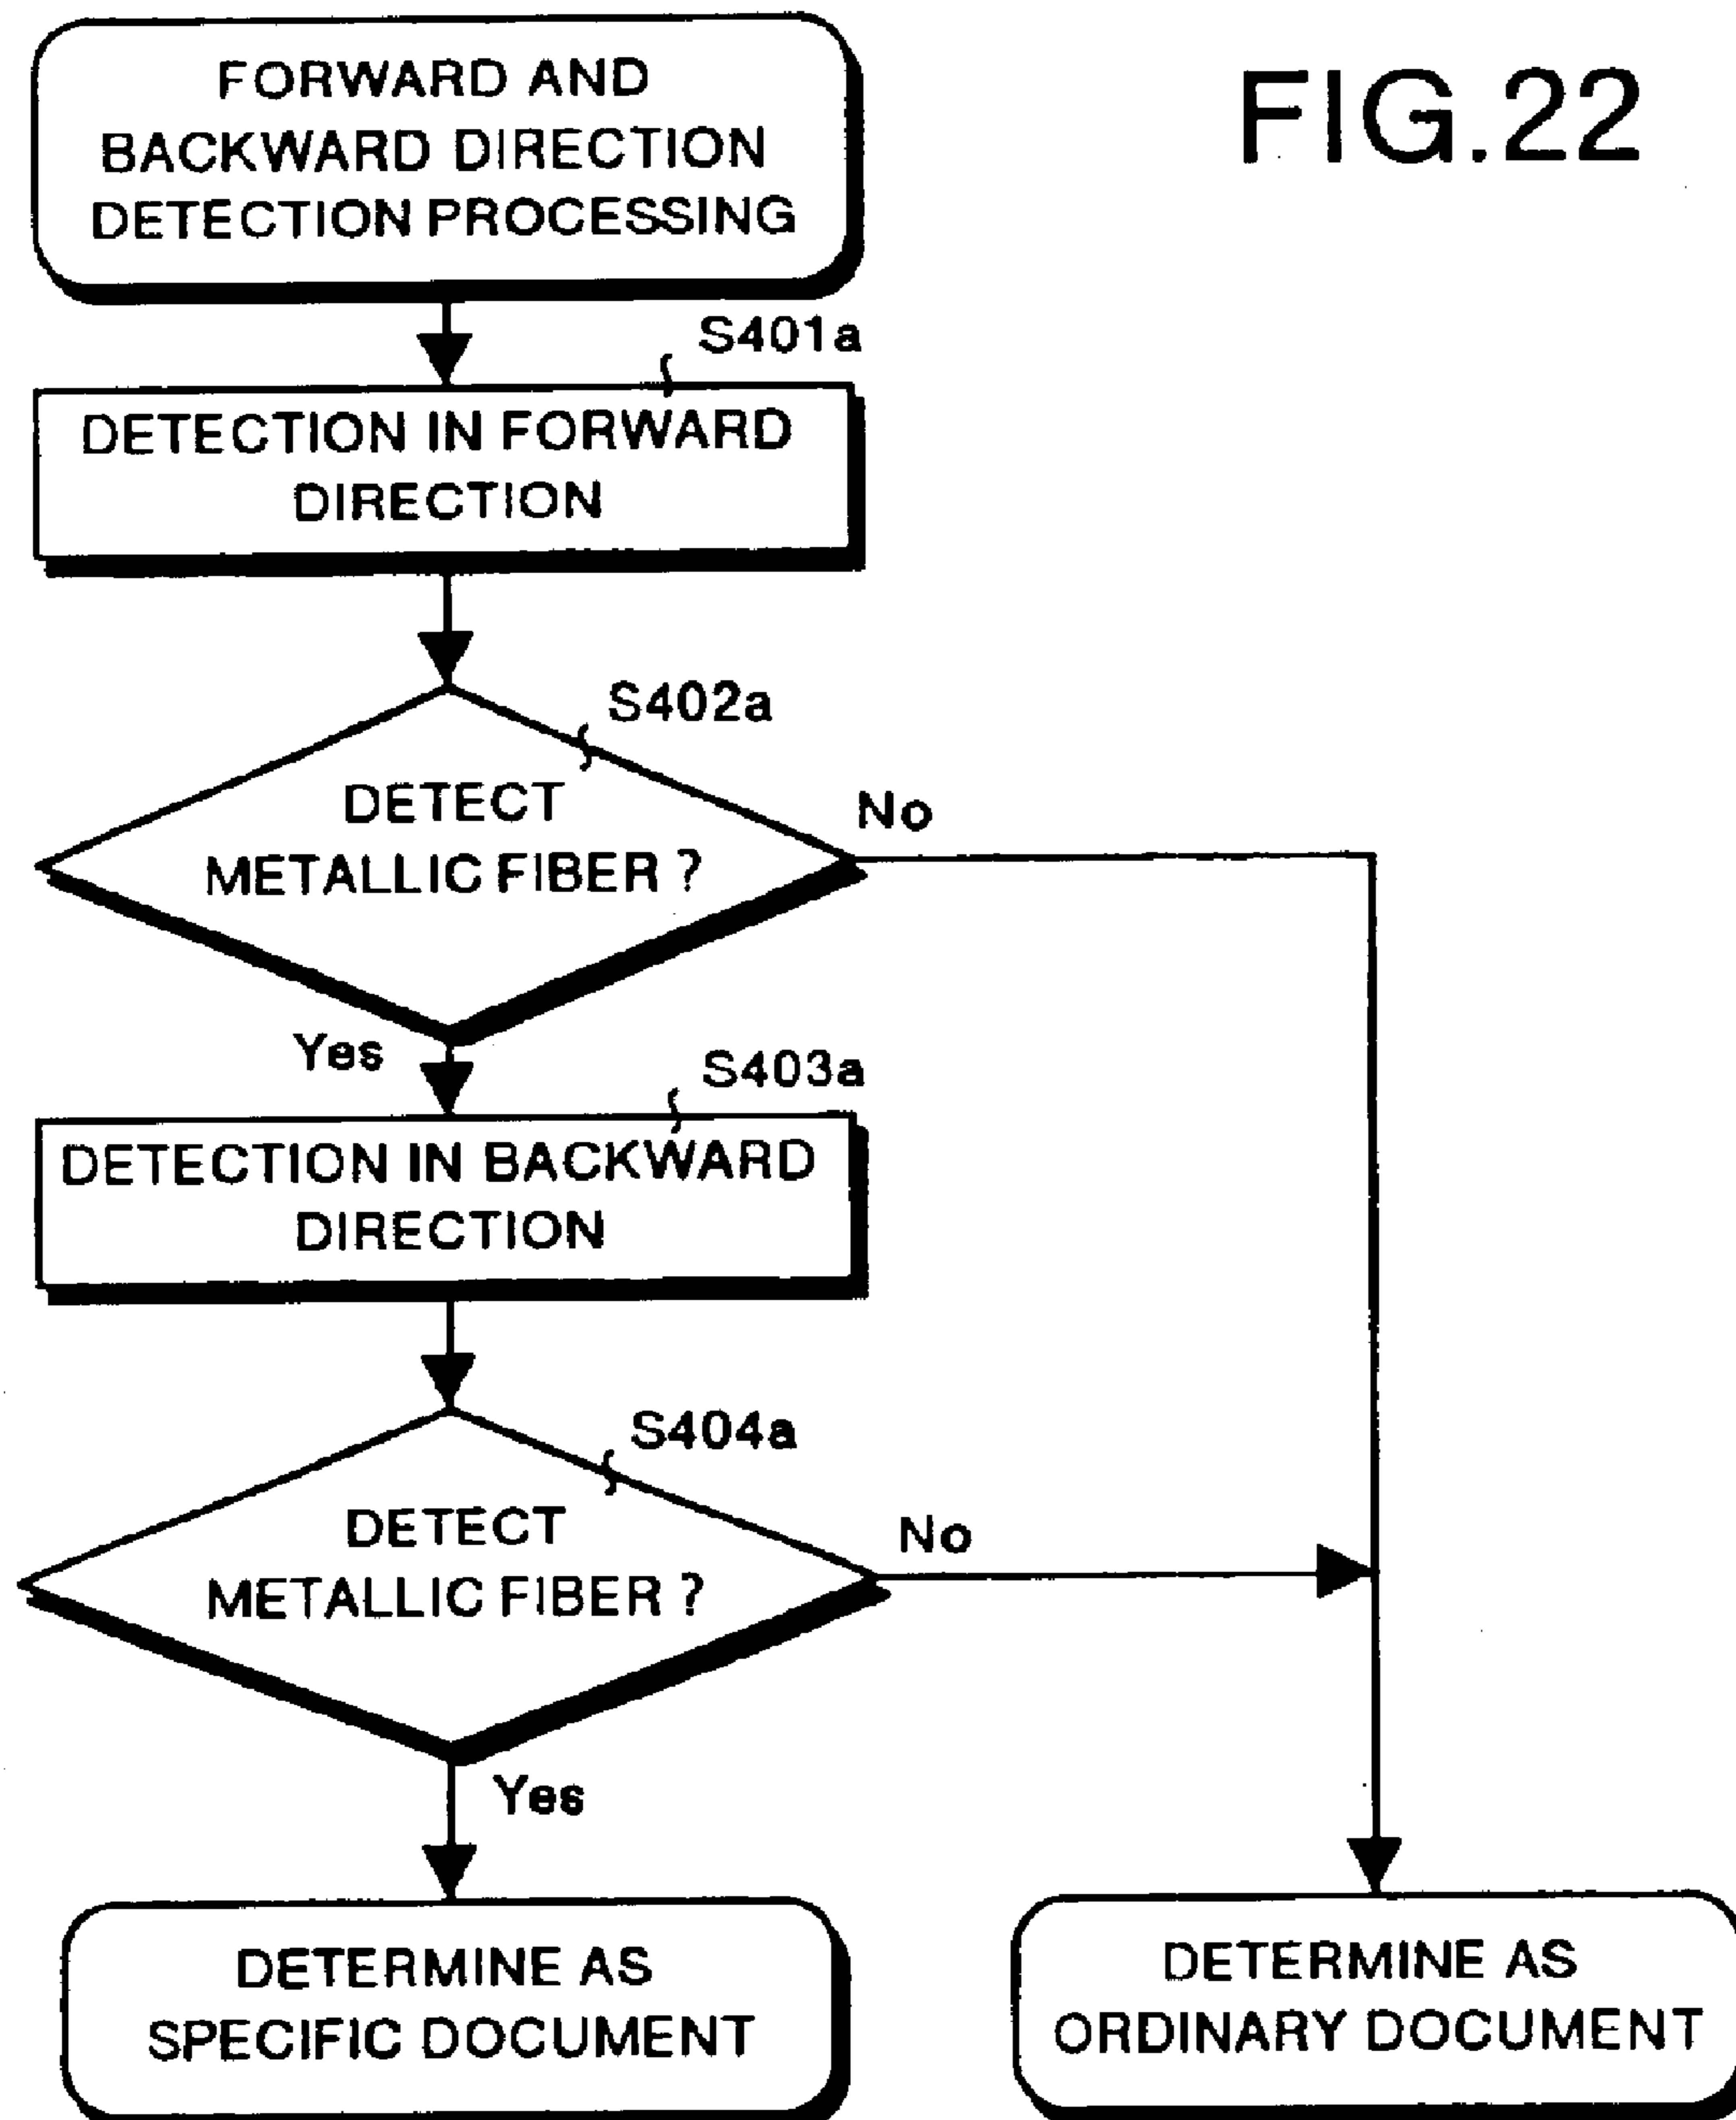 FIG.22
FORWARD AND
BACKWARD DIRECTION
DETECTION PROCESSING
S401a
DETECTION IN FORWARD
DIRECTION
S402a
DETECT
METALLIC FIBER ?
No
Yes
S403a
DETECTION IN BACKWARD
DIRECTION
S404a
DETECT
METALLIC FIBER ?
No
Yes
DETERMINE AS
SPECIFIC DOCUMENT
DETERMINE AS
ORDINARY DOCUMENT